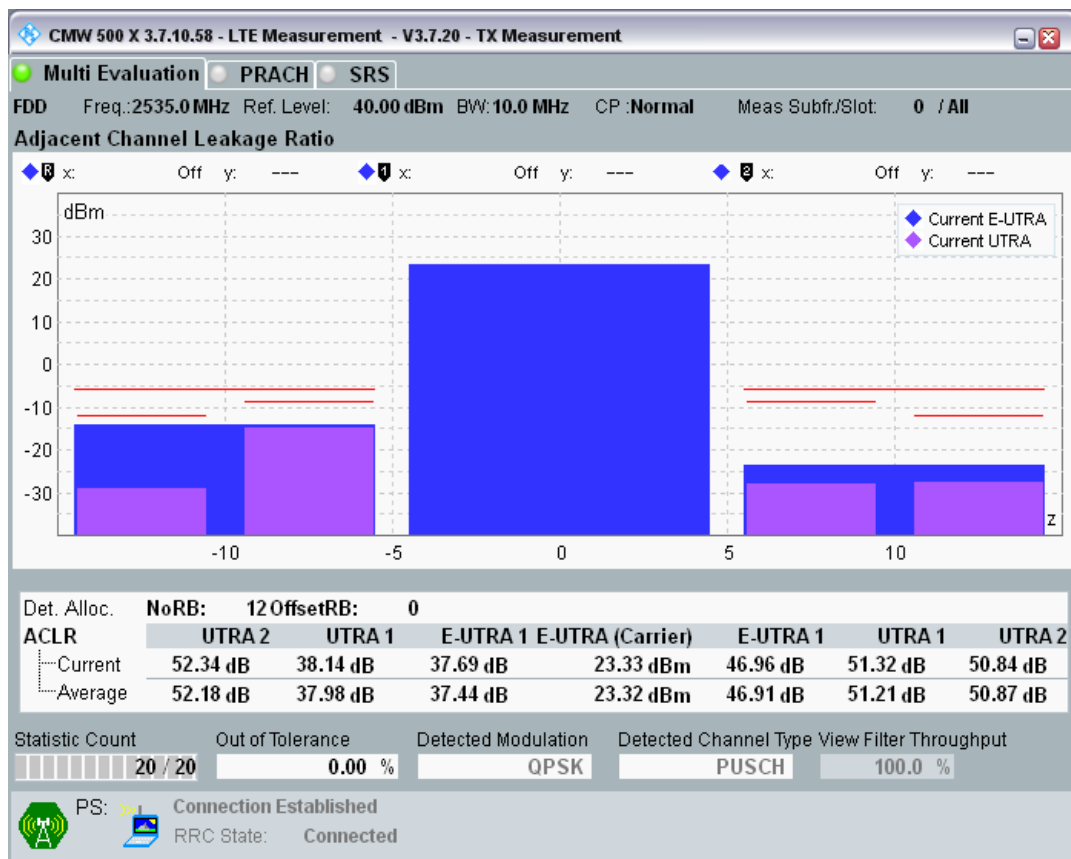 CMW 500 X 3.7.10.58 - LTE Measurement - V3.7.20 - TX Measurement
Multi Evaluation PRACH SRS
FDD Freq.:2535.0 MHz Ref. Level: 40.00 dBm BW: 10.0 MHz CP :Normal Meas Subfr./Slot: 0 / All
Adjacent Channel Leakage Ratio
R x: Off y: --- 1 x: Off y: --- 2 x: Off y: ---
dBm
Current E-UTRA
Current UTRA
30
20
10
0
-10
-20
-30
z
-10 -5 0 5 10
Det. Alloc. NoRB: 12 OffsetRB: 0
ACLR UTRA 2 UTRA 1 E-UTRA 1 E-UTRA (Carrier) E-UTRA 1 UTRA 1 UTRA 2
Current 52.34 dB 38.14 dB 37.69 dB 23.33 dBm 46.96 dB 51.32 dB 50.84 dB
Average 52.18 dB 37.98 dB 37.44 dB 23.32 dBm 46.91 dB 51.21 dB 50.87 dB
Statistic Count Out of Tolerance Detected Modulation Detected Channel Type View Filter Throughput
20 / 20 0.00 % QPSK PUSCH 100.0 %
PS: Connection Established
RRC State: Connected